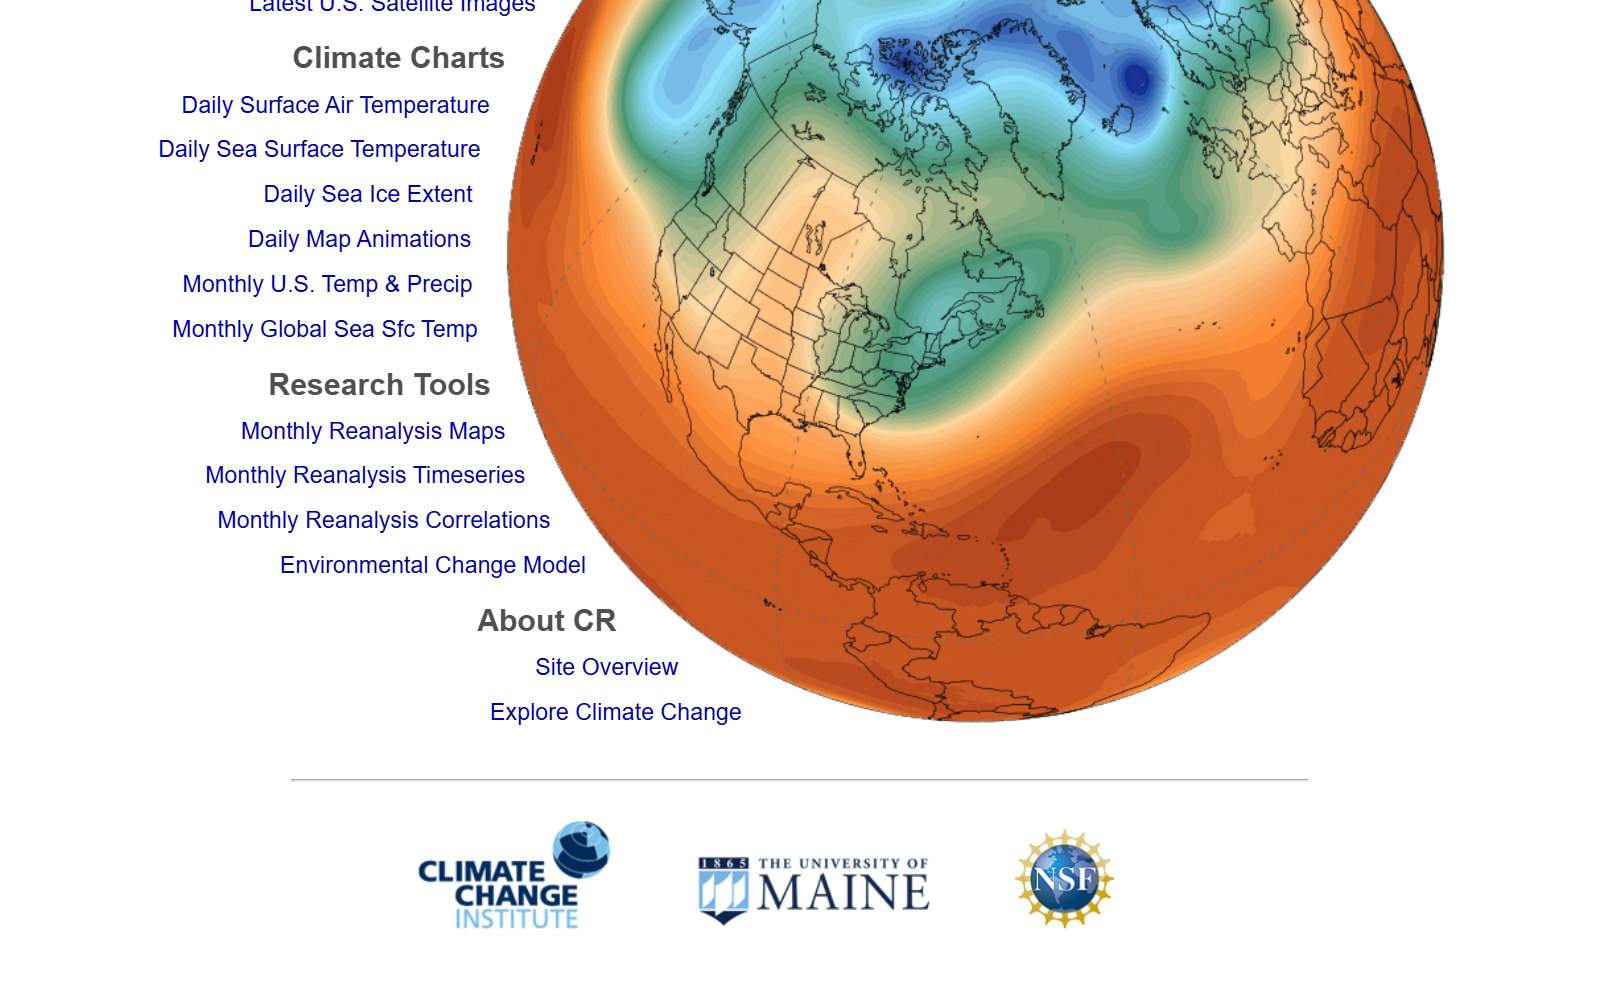 Latest U.S. Satellite Images
Climate Charts
Daily Surface Air Temperature
Daily Sea Surface Temperature
Daily Sea Ice Extent
Daily Map Animations
Monthly U.S. Temp & Precip
Monthly Global Sea Sfc Temp
Research Tools
Monthly Reanalysis Maps
Monthly Reanalysis Timeseries
Monthly Reanalysis Correlations
Environmental Change Model
About CR
Site Overview
Explore Climate Change
CLIMATE
CHANGE
INSTITUTE
1865 THE UNIVERSITY OF
MAINE
NSF